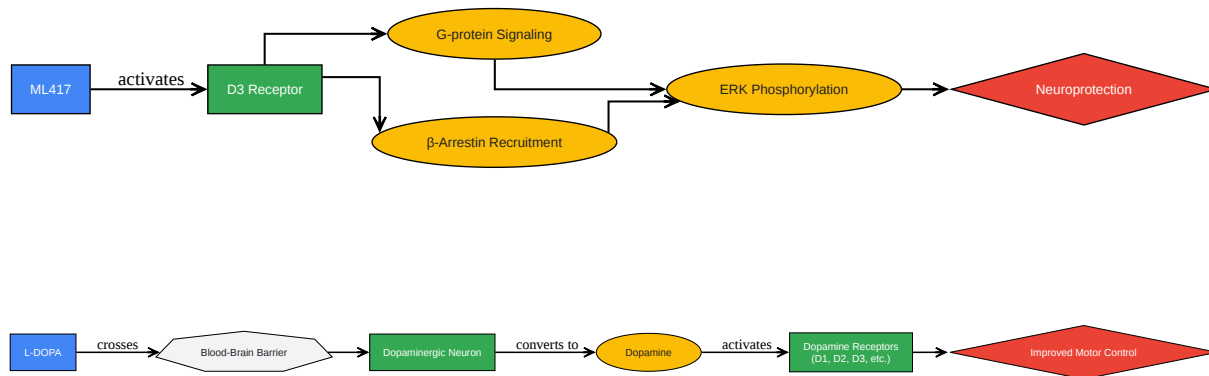 G-protein Signaling
ML417
activates
D3 Receptor
ERK Phosphorylation
Neuroprotection
β-Arrestin Recruitment
L-DOPA
crosses
Blood-Brain Barrier
Dopaminergic Neuron
converts to
Dopamine
activates
Dopamine Receptors
(D1, D2, D3, etc.)
Improved Motor Control